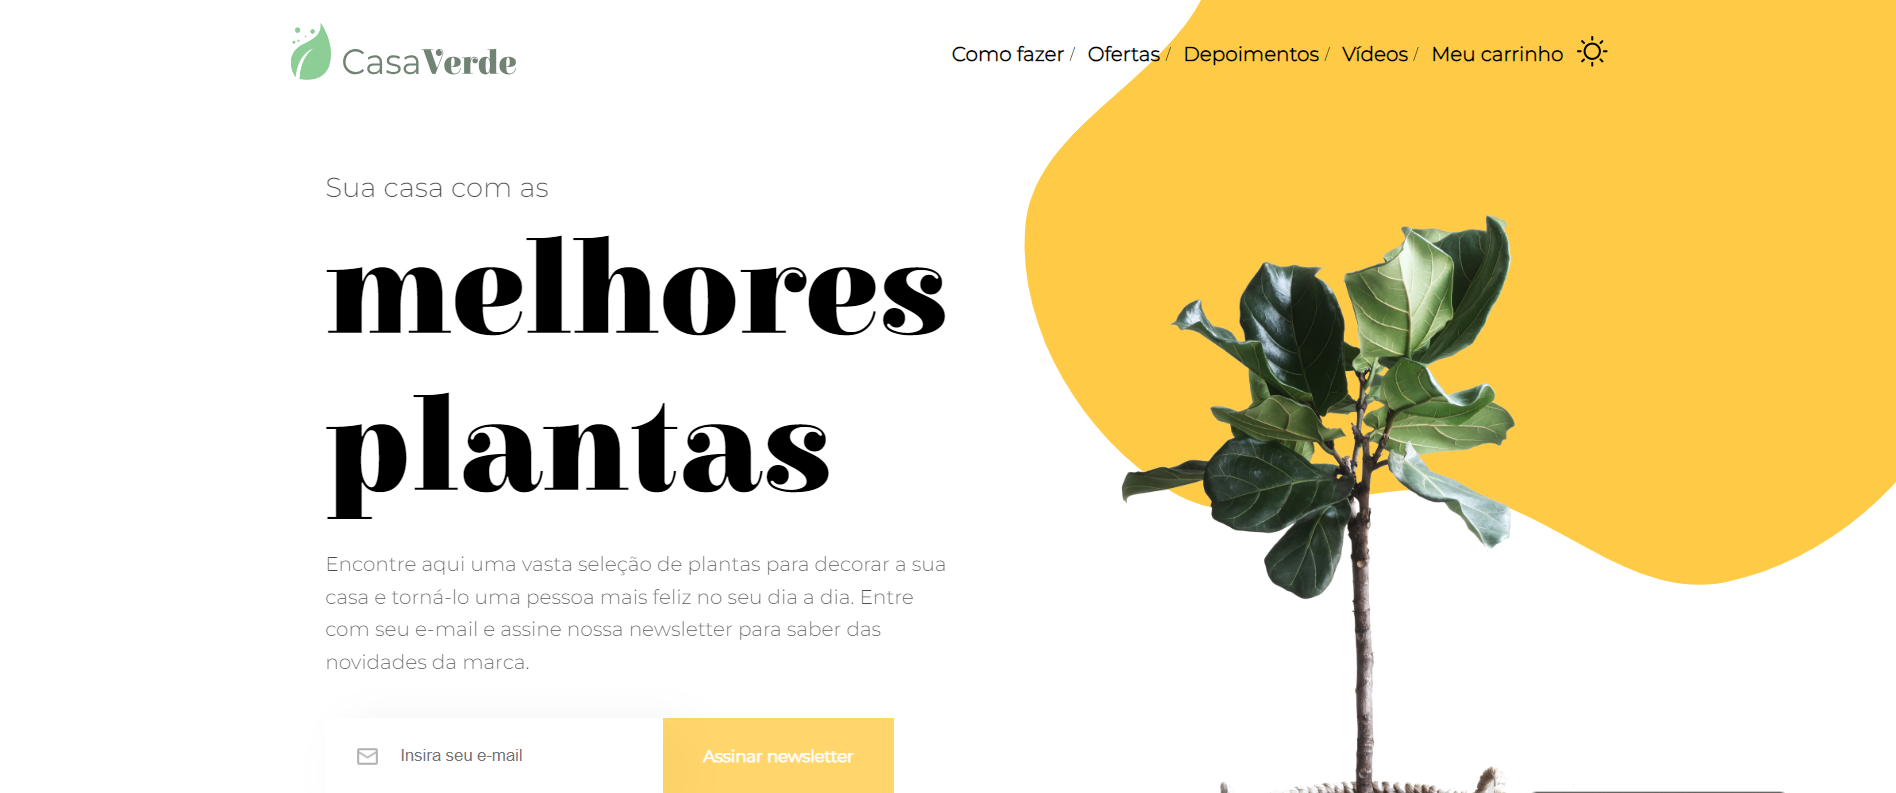 CasaVerde
Como fazer / Ofertas / Depoimentos / Vídeos / Meu carrinho
Sua casa com as
melhores
plantas
Encontre aqui uma vasta seleção de plantas para decorar a sua
casa e torná-lo uma pessoa mais feliz no seu dia a dia. Entre
com seu e-mail e assine nossa newsletter para saber das
novidades da marca.
Insira seu e-mail
Assinar newsletter